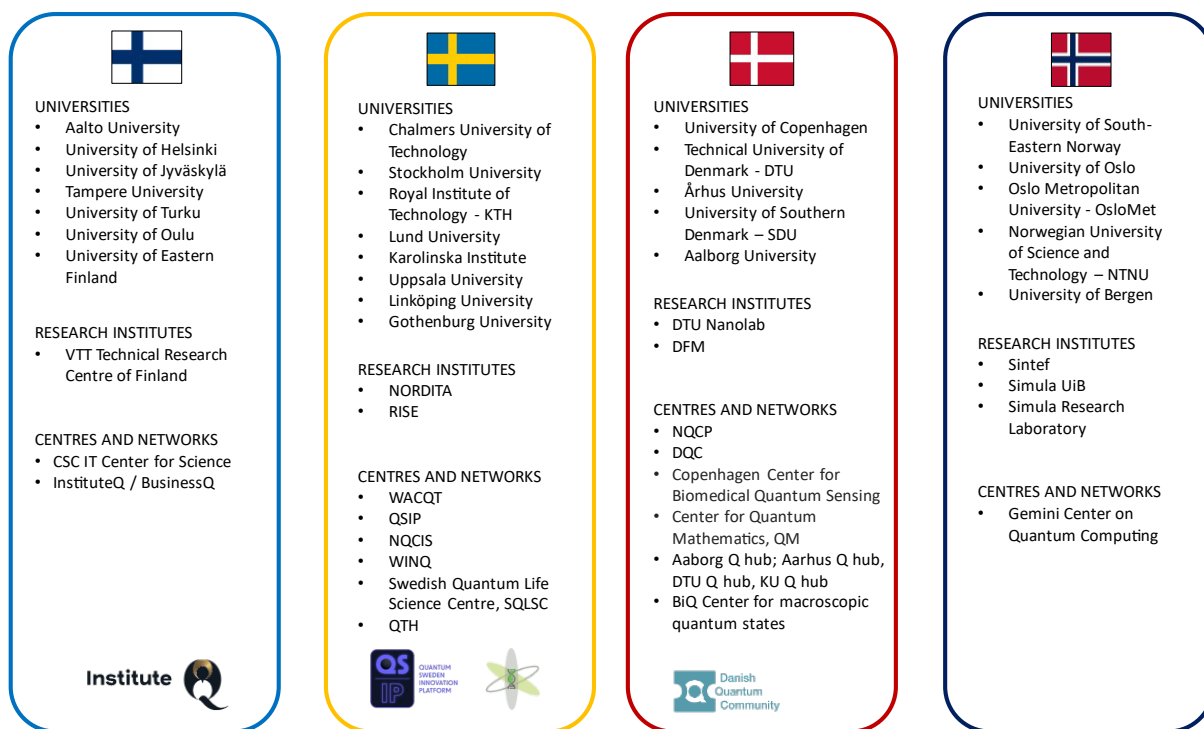 UNIVERSITIES
• Aalto University
• University of Helsinki
• University of Jyväskylä
• Tampere University
• University of Turku
• University of Oulu
• University of Eastern
Finland
RESEARCH INSTITUTES
• VTT Technical Research
Centre of Finland
CENTRES AND NETWORKS
• CSC IT Center for Science
• InstituteQ / BusinessQ
Institute Q
UNIVERSITIES
• Chalmers University of
Technology
• Stockholm University
• Royal Institute of
Technology - KTH
• Lund University
• Karolinska Institute
• Uppsala University
• Linköping University
• Gothenburg University
RESEARCH INSTITUTES
• NORDITA
• RISE
CENTRES AND NETWORKS
• WACQT
• QSIP
• NQCIS
• WINQ
• Swedish Quantum Life
Science Centre, SQLSC
• QTH
QS
IP
QUANTUM
SWEDEN
INNOVATION
PLATFORM
UNIVERSITIES
• University of Copenhagen
• Technical University of
Denmark - DTU
• Århus University
• University of Southern
Denmark – SDU
• Aalborg University
RESEARCH INSTITUTES
• DTU Nanolab
• DFM
CENTRES AND NETWORKS
• NQCP
• DQC
• Copenhagen Center for
Biomedical Quantum Sensing
• Center for Quantum
Mathematics, QM
• Aaborg Q hub; Aarhus Q hub,
DTU Q hub, KU Q hub
• BiQ Center for macroscopic
quantum states
Danish
Quantum
Community
UNIVERSITIES
• University of South-
Eastern Norway
• University of Oslo
• Oslo Metropolitan
University - OsloMet
• Norwegian University
of Science and
Technology – NTNU
• University of Bergen
RESEARCH INSTITUTES
• Sintef
• Simula UiB
• Simula Research
Laboratory
CENTRES AND NETWORKS
• Gemini Center on
Quantum Computing